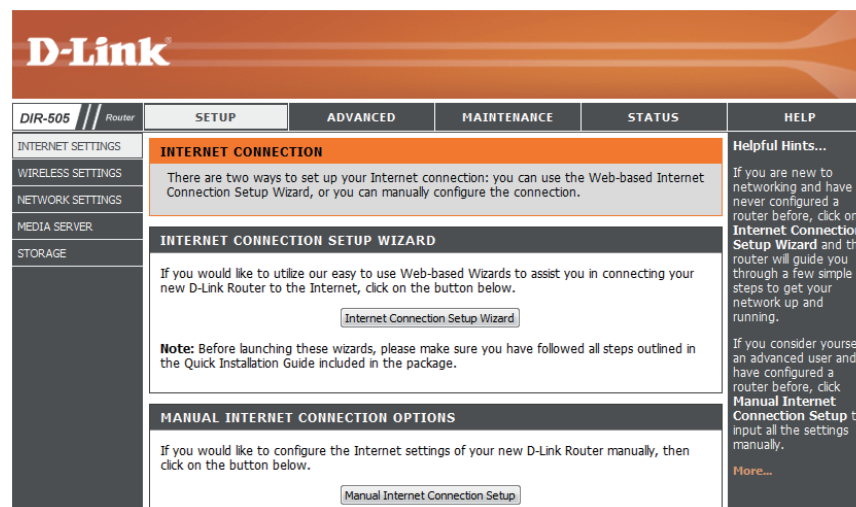 D-Link
DIR-505 // Router
SETUP
ADVANCED
MAINTENANCE
STATUS
HELP
INTERNET SETTINGS
WIRELESS SETTINGS
NETWORK SETTINGS
MEDIA SERVER
STORAGE
INTERNET CONNECTION
There are two ways to set up your Internet connection: you can use the Web-based Internet
Connection Setup Wizard, or you can manually configure the connection.
INTERNET CONNECTION SETUP WIZARD
If you would like to utilize our easy to use Web-based Wizards to assist you in connecting your
new D-Link Router to the Internet, click on the button below.
Internet Connection Setup Wizard
Note: Before launching these wizards, please make sure you have followed all steps outlined in
the Quick Installation Guide included in the package.
MANUAL INTERNET CONNECTION OPTIONS
If you would like to configure the Internet settings of your new D-Link Router manually, then
click on the button below.
Manual Internet Connection Setup
Helpful Hints...
If you are new to
networking and have
never configured a
router before, click on
Internet Connection
Setup Wizard and
router will guide you
through a few simple
steps to get your
network up and
running.
If you consider
an advanced user and
have configured a
router before, click
Manual Internet
Connection Setup
input all the settings
manually.
More...